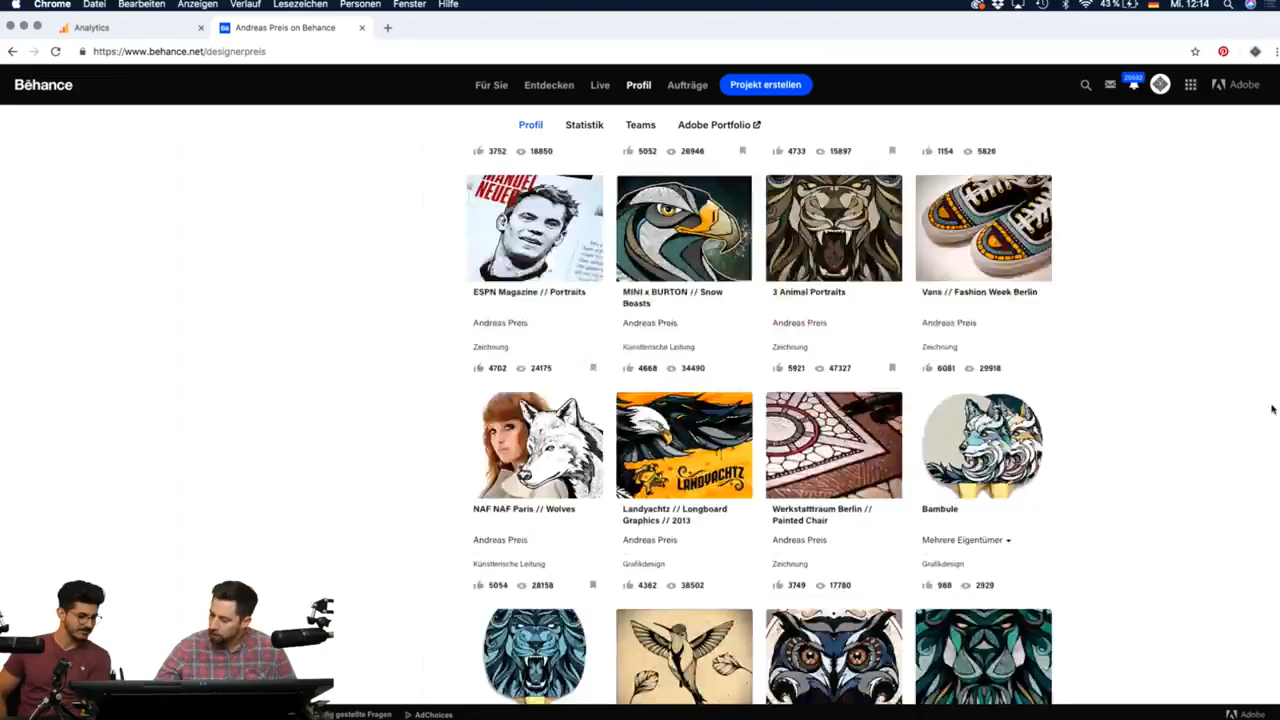 Chrome Datei Bearbeiten Anzeigen Verlauf Lesezeichen Personen Fenster Hilfe 43 % Mi. 12:14
Analytics
Andreas Preis on Behance
https://www.behance.net/designerpreis
Bēhance Für Sie Entdecken Live Profil Aufträge Projekt erstellen Adobe
Profil Statistik Teams Adobe Portfolio
3752 18850 5052 26946 4733 15897 1154 5826
MANUEL
NEUER
ESPN Magazine // Portraits
MINI x BURTON // Snow
Beasts
3 Animal Portraits
Vans // Fashion Week Berlin
Andreas Preis Andreas Preis Andreas Preis Andreas Preis
Zeichnung Künstlerische Leitung Zeichnung Zeichnung
4702 24175 4668 34490 5921 47327 6081 29918
LANDYACHTZ
NAF NAF Paris // Wolves
Landyachtz // Longboard
Graphics // 2013
Werkstatttraum Berlin //
Painted Chair
Bambule
Andreas Preis Andreas Preis Andreas Preis Mehrere Eigentümer
Künstlerische Leitung Grafikdesign Zeichnung Grafikdesign
5054 28158 4362 38502 3749 17780 988 2929
gestellte Fragen AdChoices Adobe